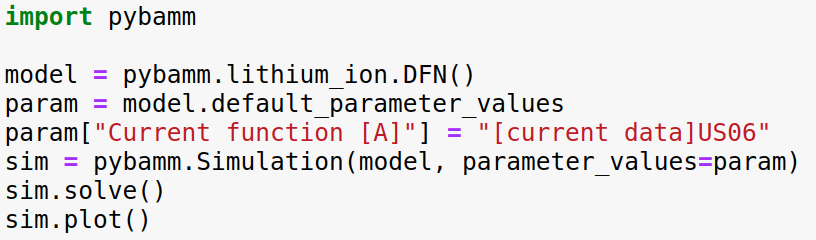 import pybamm

model = pybamm.lithium_ion.DFN()
param = model.default_parameter_values
param["Current function [A]"] = "[current data]US06"
sim = pybamm.Simulation(model, parameter_values=param)
sim.solve()
sim.plot()